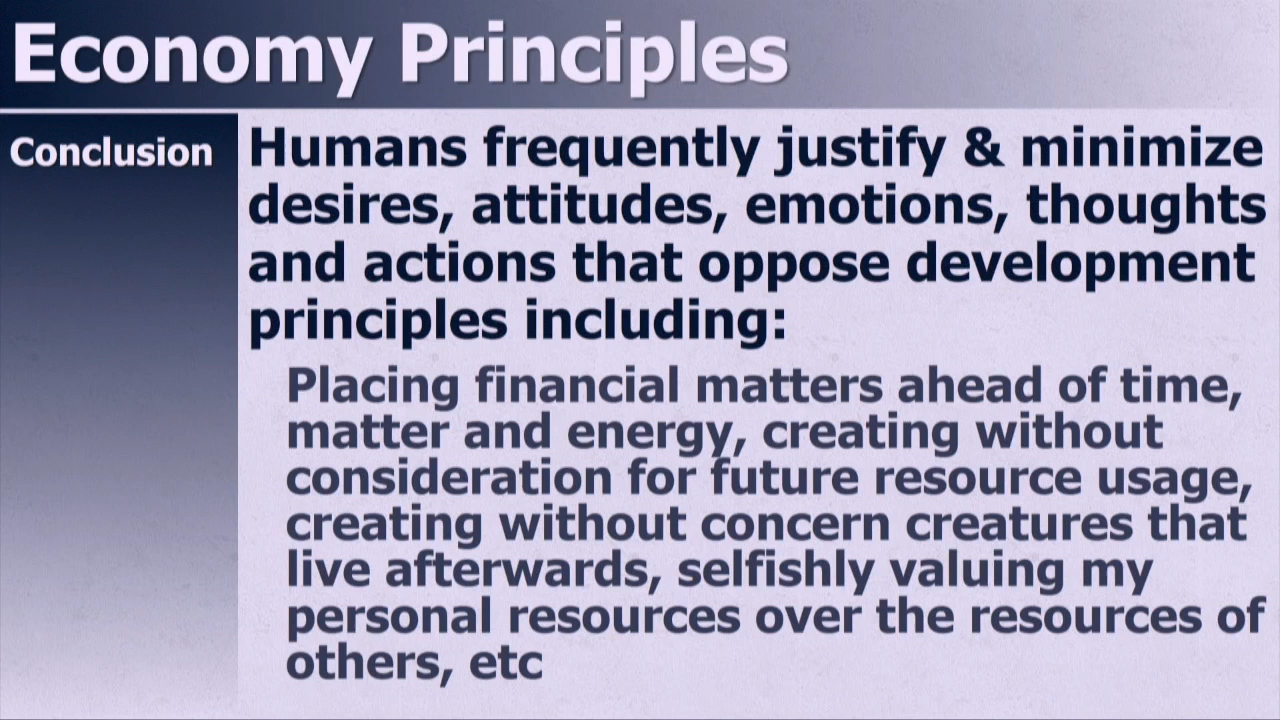 Economy Principles
Conclusion
Humans frequently justify & minimize
desires, attitudes, emotions, thoughts
and actions that oppose development
principles including:
Placing financial matters ahead of time,
matter and energy, creating without
consideration for future resource usage,
creating without concern creatures that
live afterwards, selfishly valuing my
personal resources over the resources of
others, etc